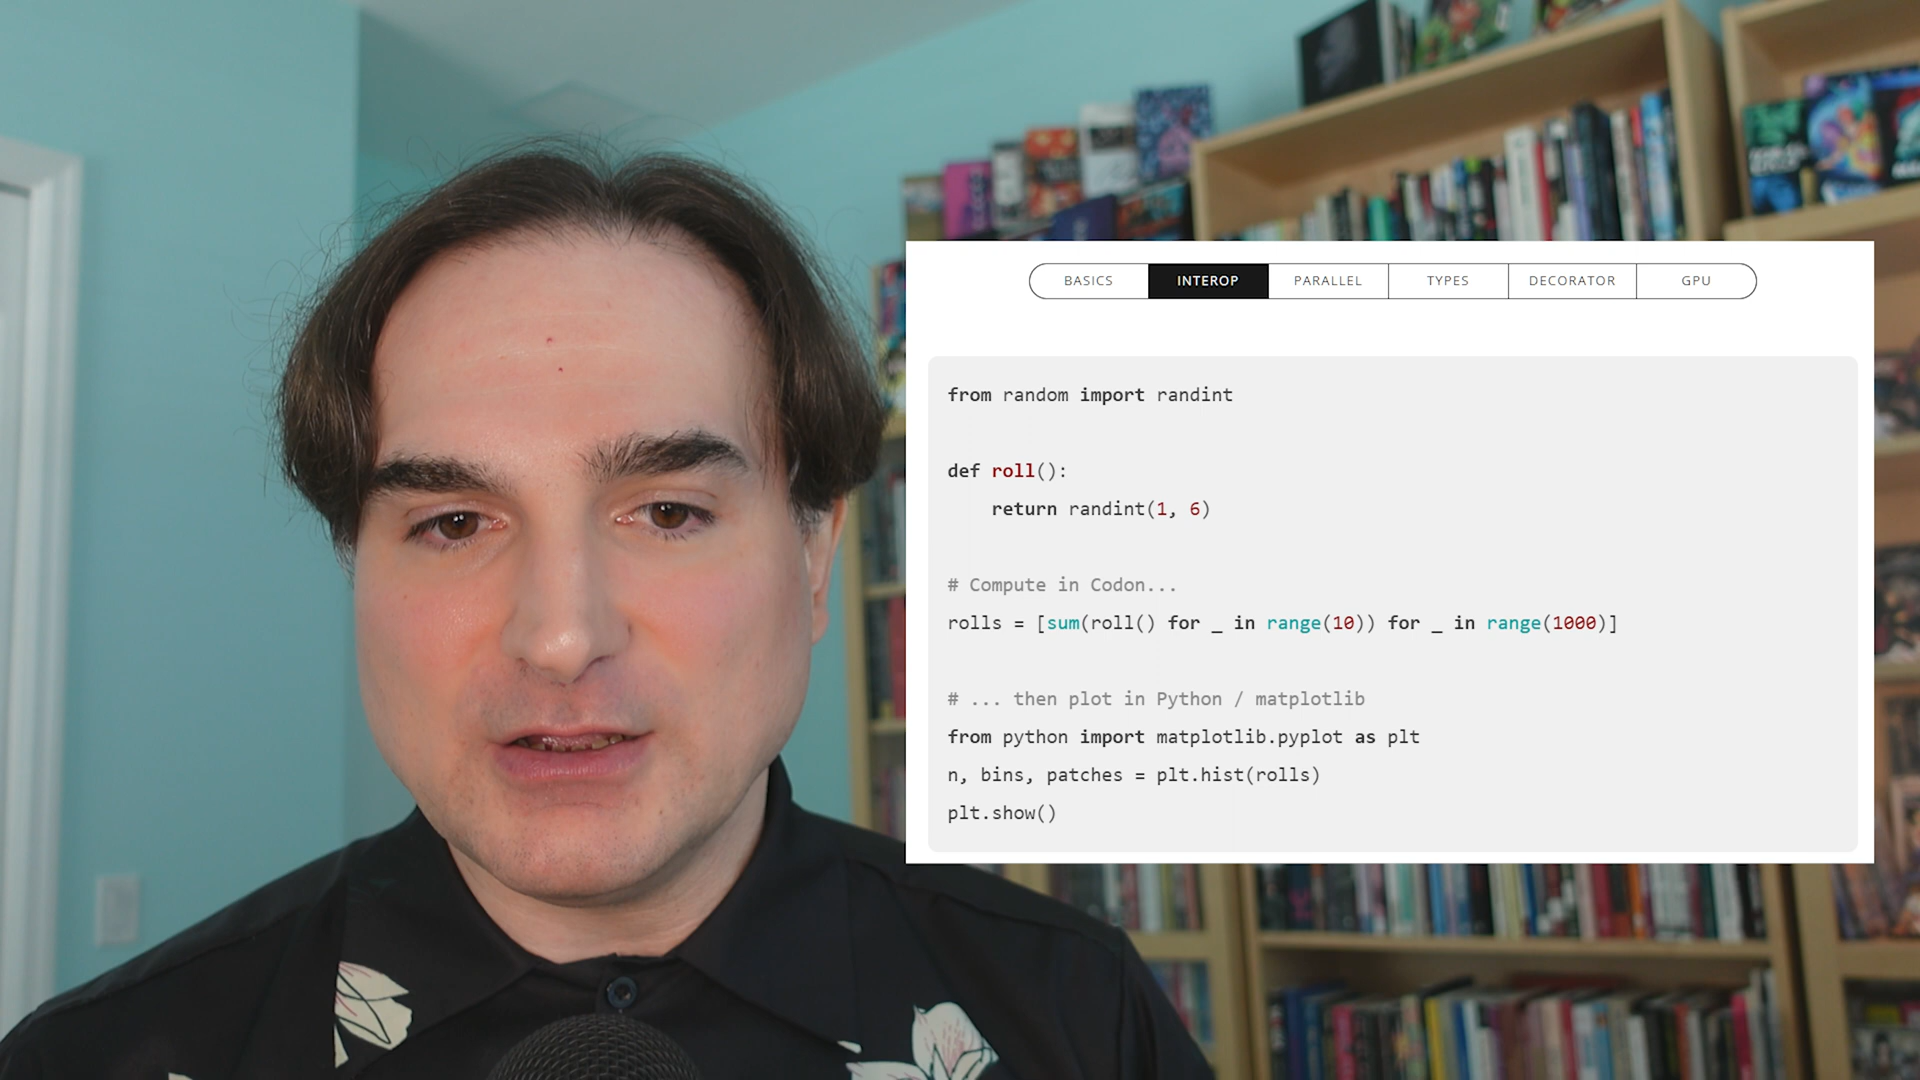 BASICS INTEROP PARALLEL TYPES DECORATOR GPU
from random import randint
def roll():
    return randint(1, 6)
# Compute in Codon...
rolls = [sum(roll() for _ in range(10)) for _ in range(1000)]
# ... then plot in Python / matplotlib
from python import matplotlib.pyplot as plt
n, bins, patches = plt.hist(rolls)
plt.show()